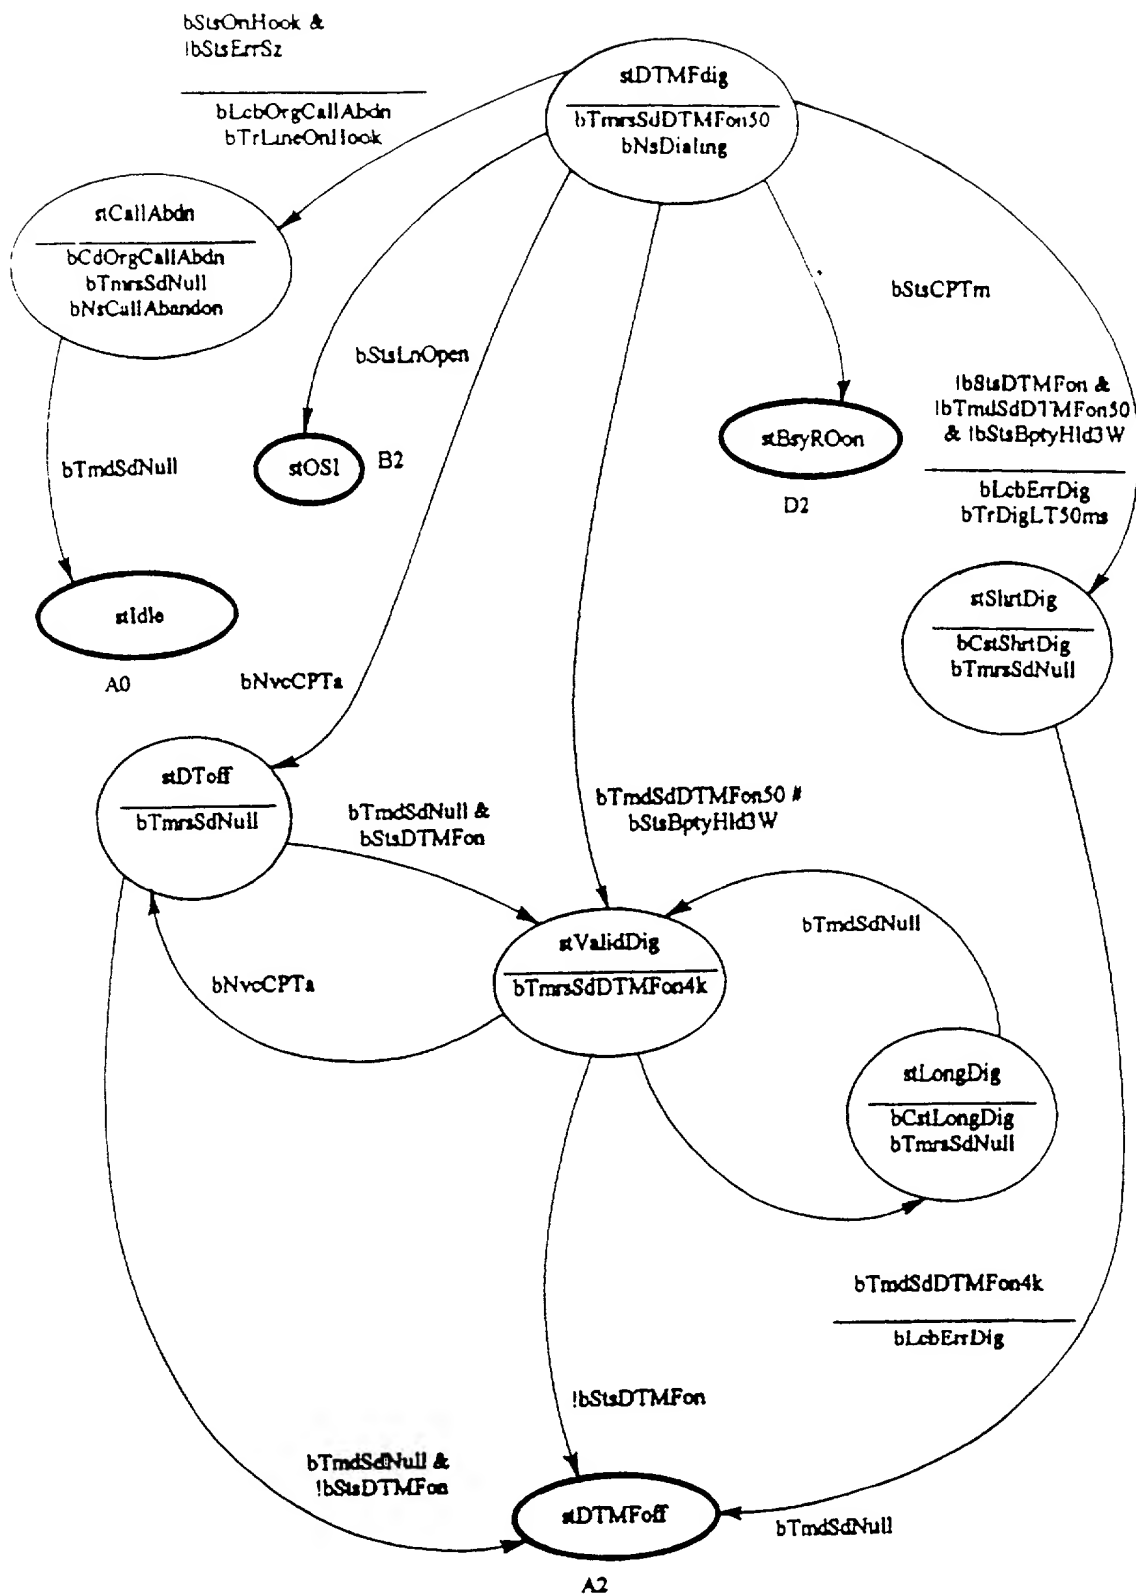 bStsOnHook &
!bStsErrSz
bLcbOrgCallAbdn
bTrLineOnHook
stDTMFdig
bTmrsSdDTMFon50
bNsDialing
stCallAbdn
bCdOrgCallAbdn
bTmrsSdNull
bNsCallAbandon
bStsCPTrn
bStsLnOpen
!bStsDTMFon &
!bTmdSdDTMFon50
& !bStsBptyHld3W
bLcbErrDig
bTrDigLT50ms
bTmdSdNull
stOSI
B2
stBsyROon
D2
stIdle
A0
stShrtDig
bCstShrtDig
bTmrsSdNull
bNvcCPTa
stDToff
bTmrsSdNull
bTmdSdNull &
bStsDTMFon
bTmdSdDTMFon50 #
bStsBptyHld3W
stValidDig
bTmrsSdDTMFon4k
bTmdSdNull
bNvcCPTa
stLongDig
bCstLongDig
bTmrsSdNull
bTmdSdDTMFon4k
bLcbErrDig
!bStsDTMFon
bTmdSdNull &
!bStsDTMFon
stDTMFoff
bTmdSdNull
A2